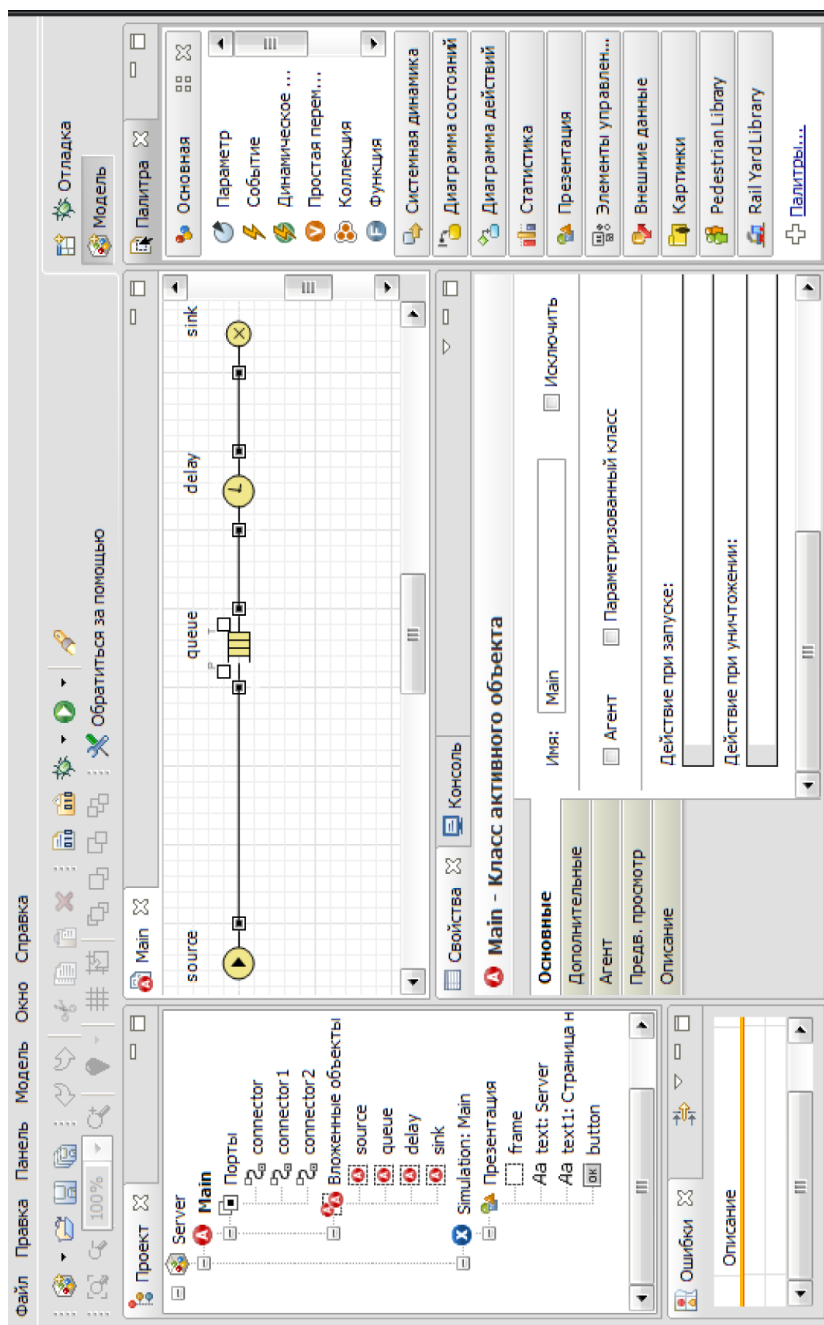 Файл Правка Панель Модель Окно Справка
100%
Обратиться за помощью
Отладка
Модель
Проект
Server
Main
Порты
connector
connector1
connector2
Вложенные объекты
source
queue
delay
sink
Simulation: Main
Презентация
frame
Aa text: Server
Aa text1: Страница н
button
Ошибки
Описание
Main
source
queue
delay
sink
Свойства
Консоль
Main - Класс активного объекта
Основные
Дополнительные
Агент
Предв. просмотр
Описание
Имя: Main
Исключить
Агент
Параметризованный класс
Действие при запуске:
Действие при уничтожении:
Палитра
Основная
Параметр
Событие
Динамическое ...
Простая перем...
Коллекция
Функция
Системная динамика
Диаграмма состояний
Диаграмма действий
Статистика
Презентация
Элементы управлен...
Внешние данные
Картинки
Pedestrian Library
Rail Yard Library
Палитры...